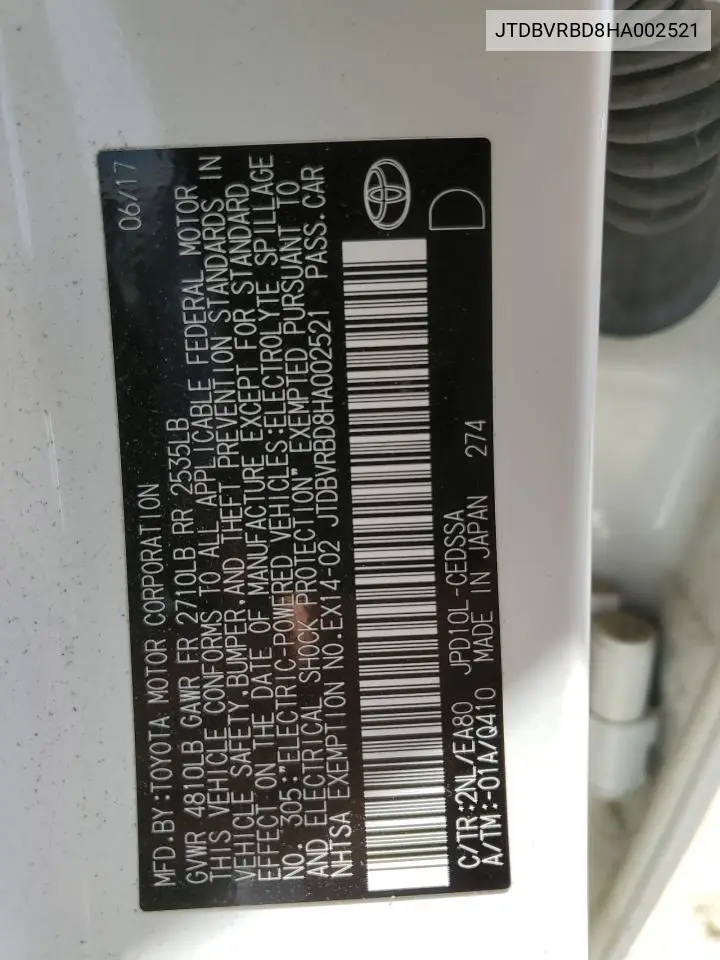 JTDBVRBD8HA002521
MFD.BY:TOYOTA MOTOR CORPORATION 06/17
GVWR 4810LB GAWR FR 2710LB RR 2535LB
THIS VEHICLE CONFORMS TO ALL APPLICABLE FEDERAL MOTOR
VEHICLE SAFETY,BUMPER,AND THEFT PREVENTION STANDARDS IN
EFFECT ON THE DATE OF MANUFACTURE EXCEPT FOR STANDARD
NO. 305:"ELECTRIC-POWERED VEHICLES:ELECTROLYTE SPILLAGE
AND ELECTRICAL SHOCK PROTECTION" EXEMPTED PURSUANT TO
NHTSA EXEMPTION NO.EX14-02 JTDBVRBD8HA002521 PASS.CAR
C/TR:2NL/EA80 JPD10L-CEDSSA D
A/TM:-01A/Q410 MADE IN JAPAN 274